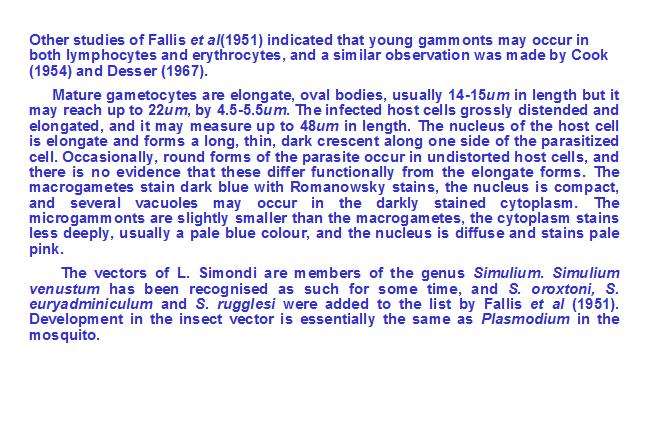 Other studies of Fallis et al(1951) indicated that young gammonts may occur in
both lymphocytes and erythrocytes, and a similar observation was made by Cook
(1954) and Desser (1967).
Mature gametocytes are elongate, oval bodies, usually 14-15um in length but it
may reach up to 22um, by 4.5-5.5um. The infected host cells grossly distended and
elongated, and it may measure up to 48um in length. The nucleus of the host cell
is elongate and forms a long, thin, dark crescent along one side of the parasitized
cell. Occasionally, round forms of the parasite occur in undistorted host cells, and
there is no evidence that these differ functionally from the elongate forms. The
macrogametes stain dark blue with Romanowsky stains, the nucleus is compact,
and several vacuoles may occur in the darkly stained cytoplasm. The
microgammonts are slightly smaller than the macrogametes, the cytoplasm stains
less deeply, usually a pale blue colour, and the nucleus is diffuse and stains pale
pink.
The vectors of L. Simondi are members of the genus Simulium. Simulium
venustum has been recognised as such for some time, and S. oroxtoni, S.
euryadminiculum and S. rugglesi were added to the list by Fallis et al (1951).
Development in the insect vector is essentially the same as Plasmodium in the
mosquito.